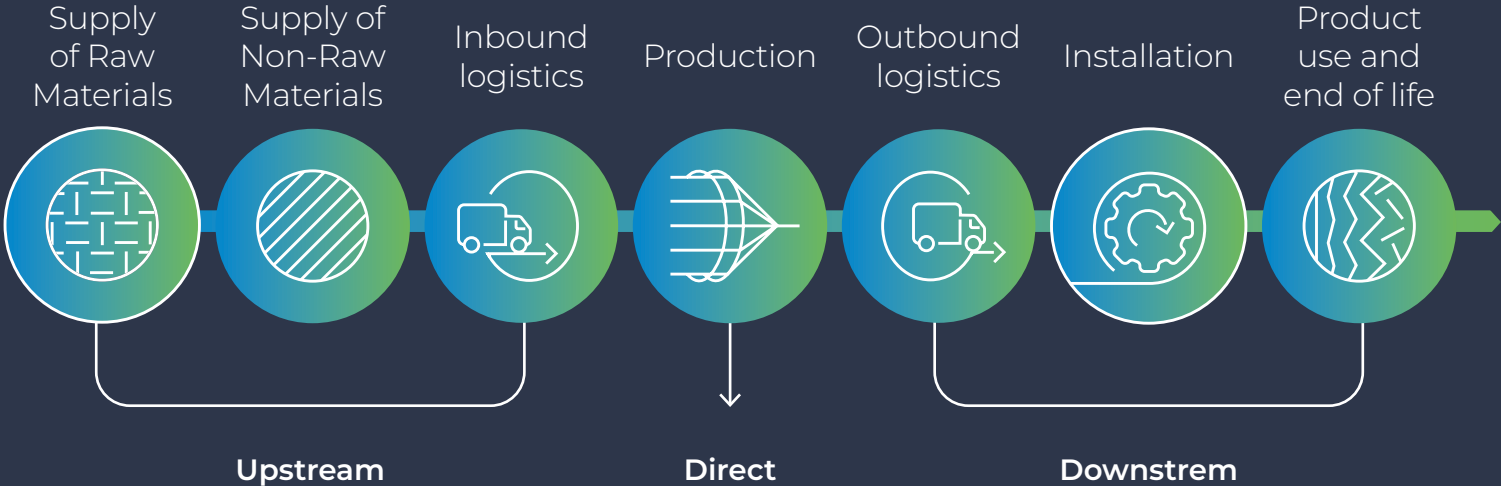 Supply
of Raw
Materials
Supply of
Non-Raw
Materials
Inbound
logistics
Production
Outbound
logistics
Installation
Product
use and
end of life
Upstream
Direct
Downstrem